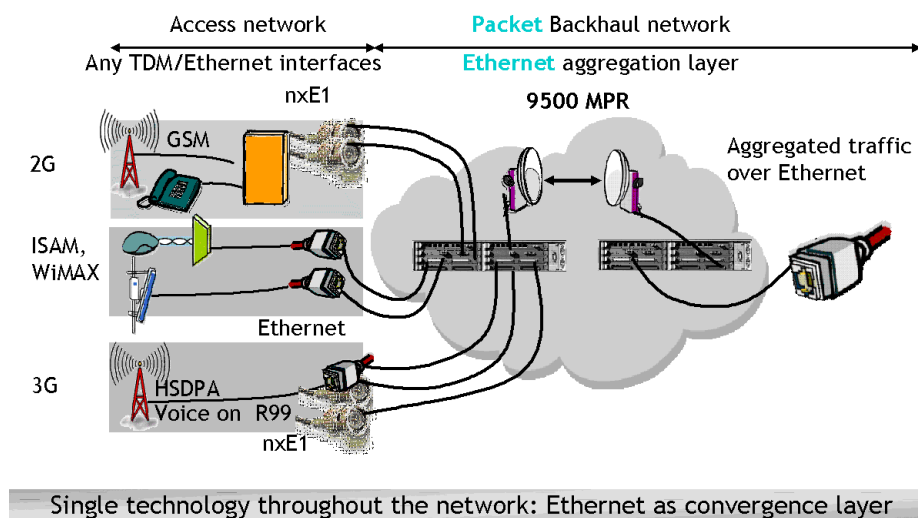 Access network
Packet Backhaul network
Any TDM/Ethernet interfaces
Ethernet aggregation layer
nxE1
9500 MPR
GSM
2G
Aggregated traffic
over Ethernet
ISAM,
WiMAX
Ethernet
3G
HSDPA
Voice on R99
nxE1
Single technology throughout the network: Ethernet as convergence layer